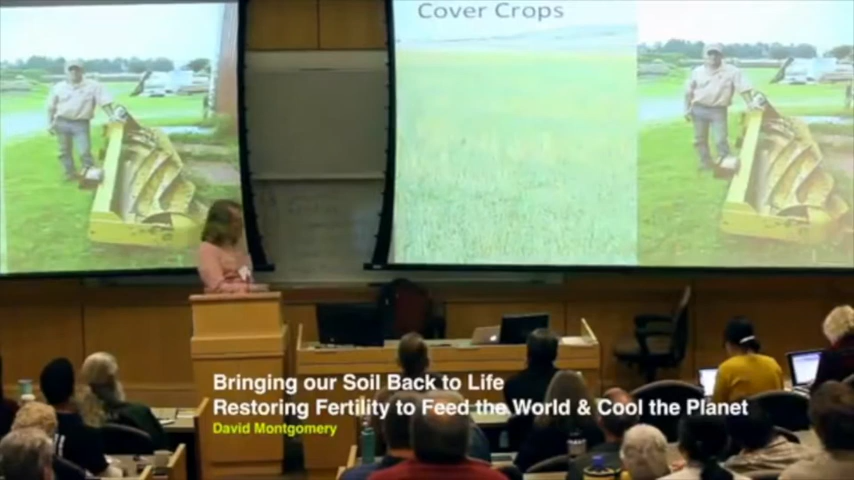 Cover Crops
Bringing our Soil Back to Life
Restoring Fertility to Feed the World & Cool the Planet
David Montgomery